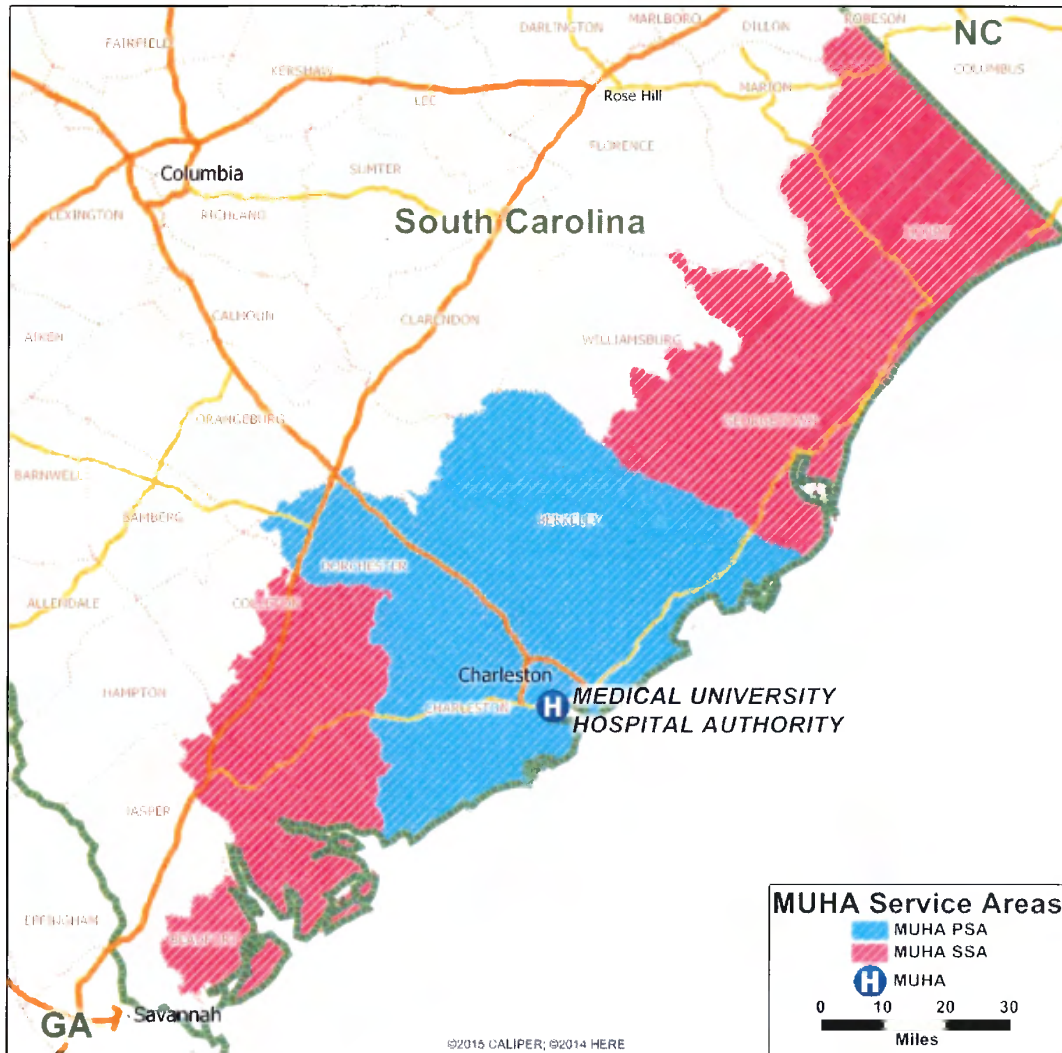 MARLBORO
ROBESON
DARLINGTON
DILLON
NC
FAIRFIELD
COLUMBUS
KERSHAW
LEE
Rose Hill
MARION
FLORENCE
Columbia
SUMTER
LEXINGTON
RICHLAND
South Carolina
HORRY
CALHOUN
CLARENDON
AIKEN
WILLIAMSBURG
ORANGEBURG
GEORGETOWN
BARNWELL
BAMBERG
BERKELEY
DORCHESTER
ALLENDALE
COLLETON
Charleston
HAMPTON
CHARLESTON
H
MEDICAL UNIVERSITY
HOSPITAL AUTHORITY
JASPER
EFFINGHAM
BEAUFORT
GA
Savannah
MUHA Service Areas
MUHA PSA
MUHA SSA
H MUHA
0 10 20 30
Miles
©2015 CALIPER; ©2014 HERE